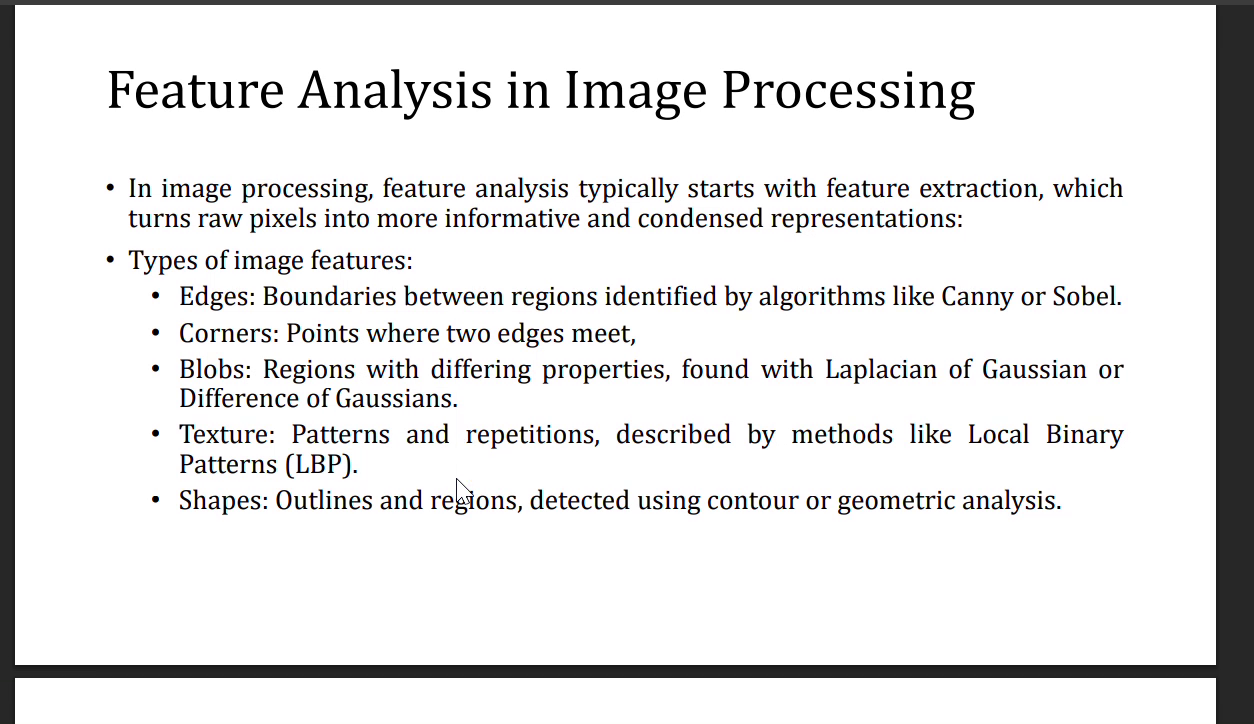 Feature Analysis in Image Processing
• In image processing, feature analysis typically starts with feature extraction, which
turns raw pixels into more informative and condensed representations:
• Types of image features:
• Edges: Boundaries between regions identified by algorithms like Canny or Sobel.
• Corners: Points where two edges meet,
• Blobs: Regions with differing properties, found with Laplacian of Gaussian or
Difference of Gaussians.
• Texture: Patterns and repetitions, described by methods like Local Binary
Patterns (LBP).
• Shapes: Outlines and regions, detected using contour or geometric analysis.